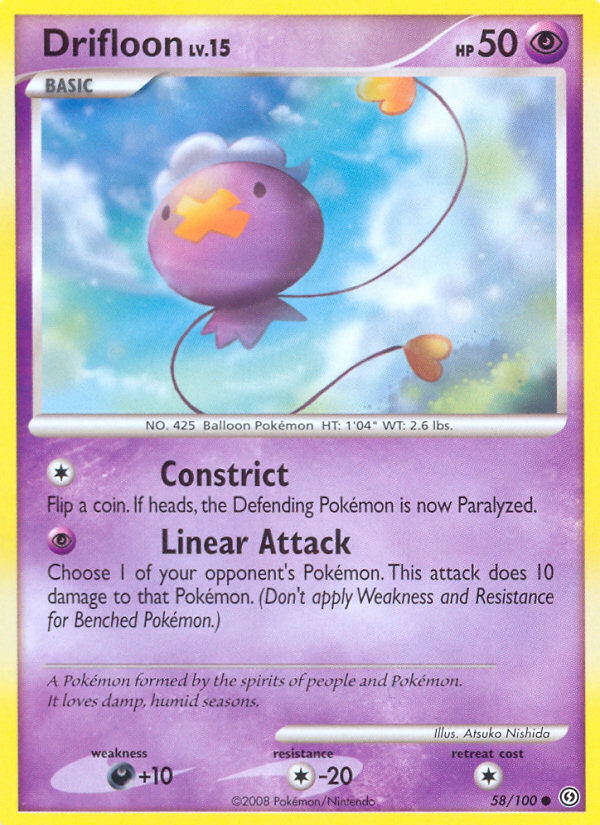 Drifloon LV.15
HP 50
BASIC
NO. 425 Balloon Pokémon HT: 1'04" WT: 2.6 lbs.
Constrict
Flip a coin. If heads, the Defending Pokémon is now Paralyzed.
Linear Attack
Choose 1 of your opponent's Pokémon. This attack does 10
damage to that Pokémon. (Don't apply Weakness and Resistance
for Benched Pokémon.)
A Pokémon formed by the spirits of people and Pokémon.
It loves damp, humid seasons.
Illus. Atsuko Nishida
weakness resistance retreat cost
+10 -20
©2008 Pokémon/Nintendo
58/100